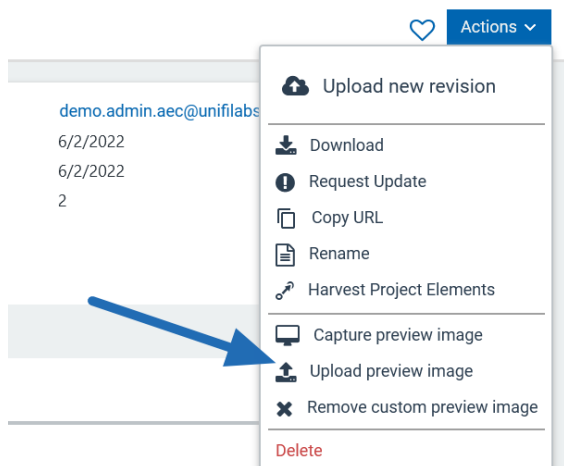 Actions
Upload new revision
demo.admin.aec@unifilabs
6/2/2022
Download
6/2/2022
Request Update
2
Copy URL
Rename
Harvest Project Elements
Capture preview image
Upload preview image
Remove custom preview image
Delete